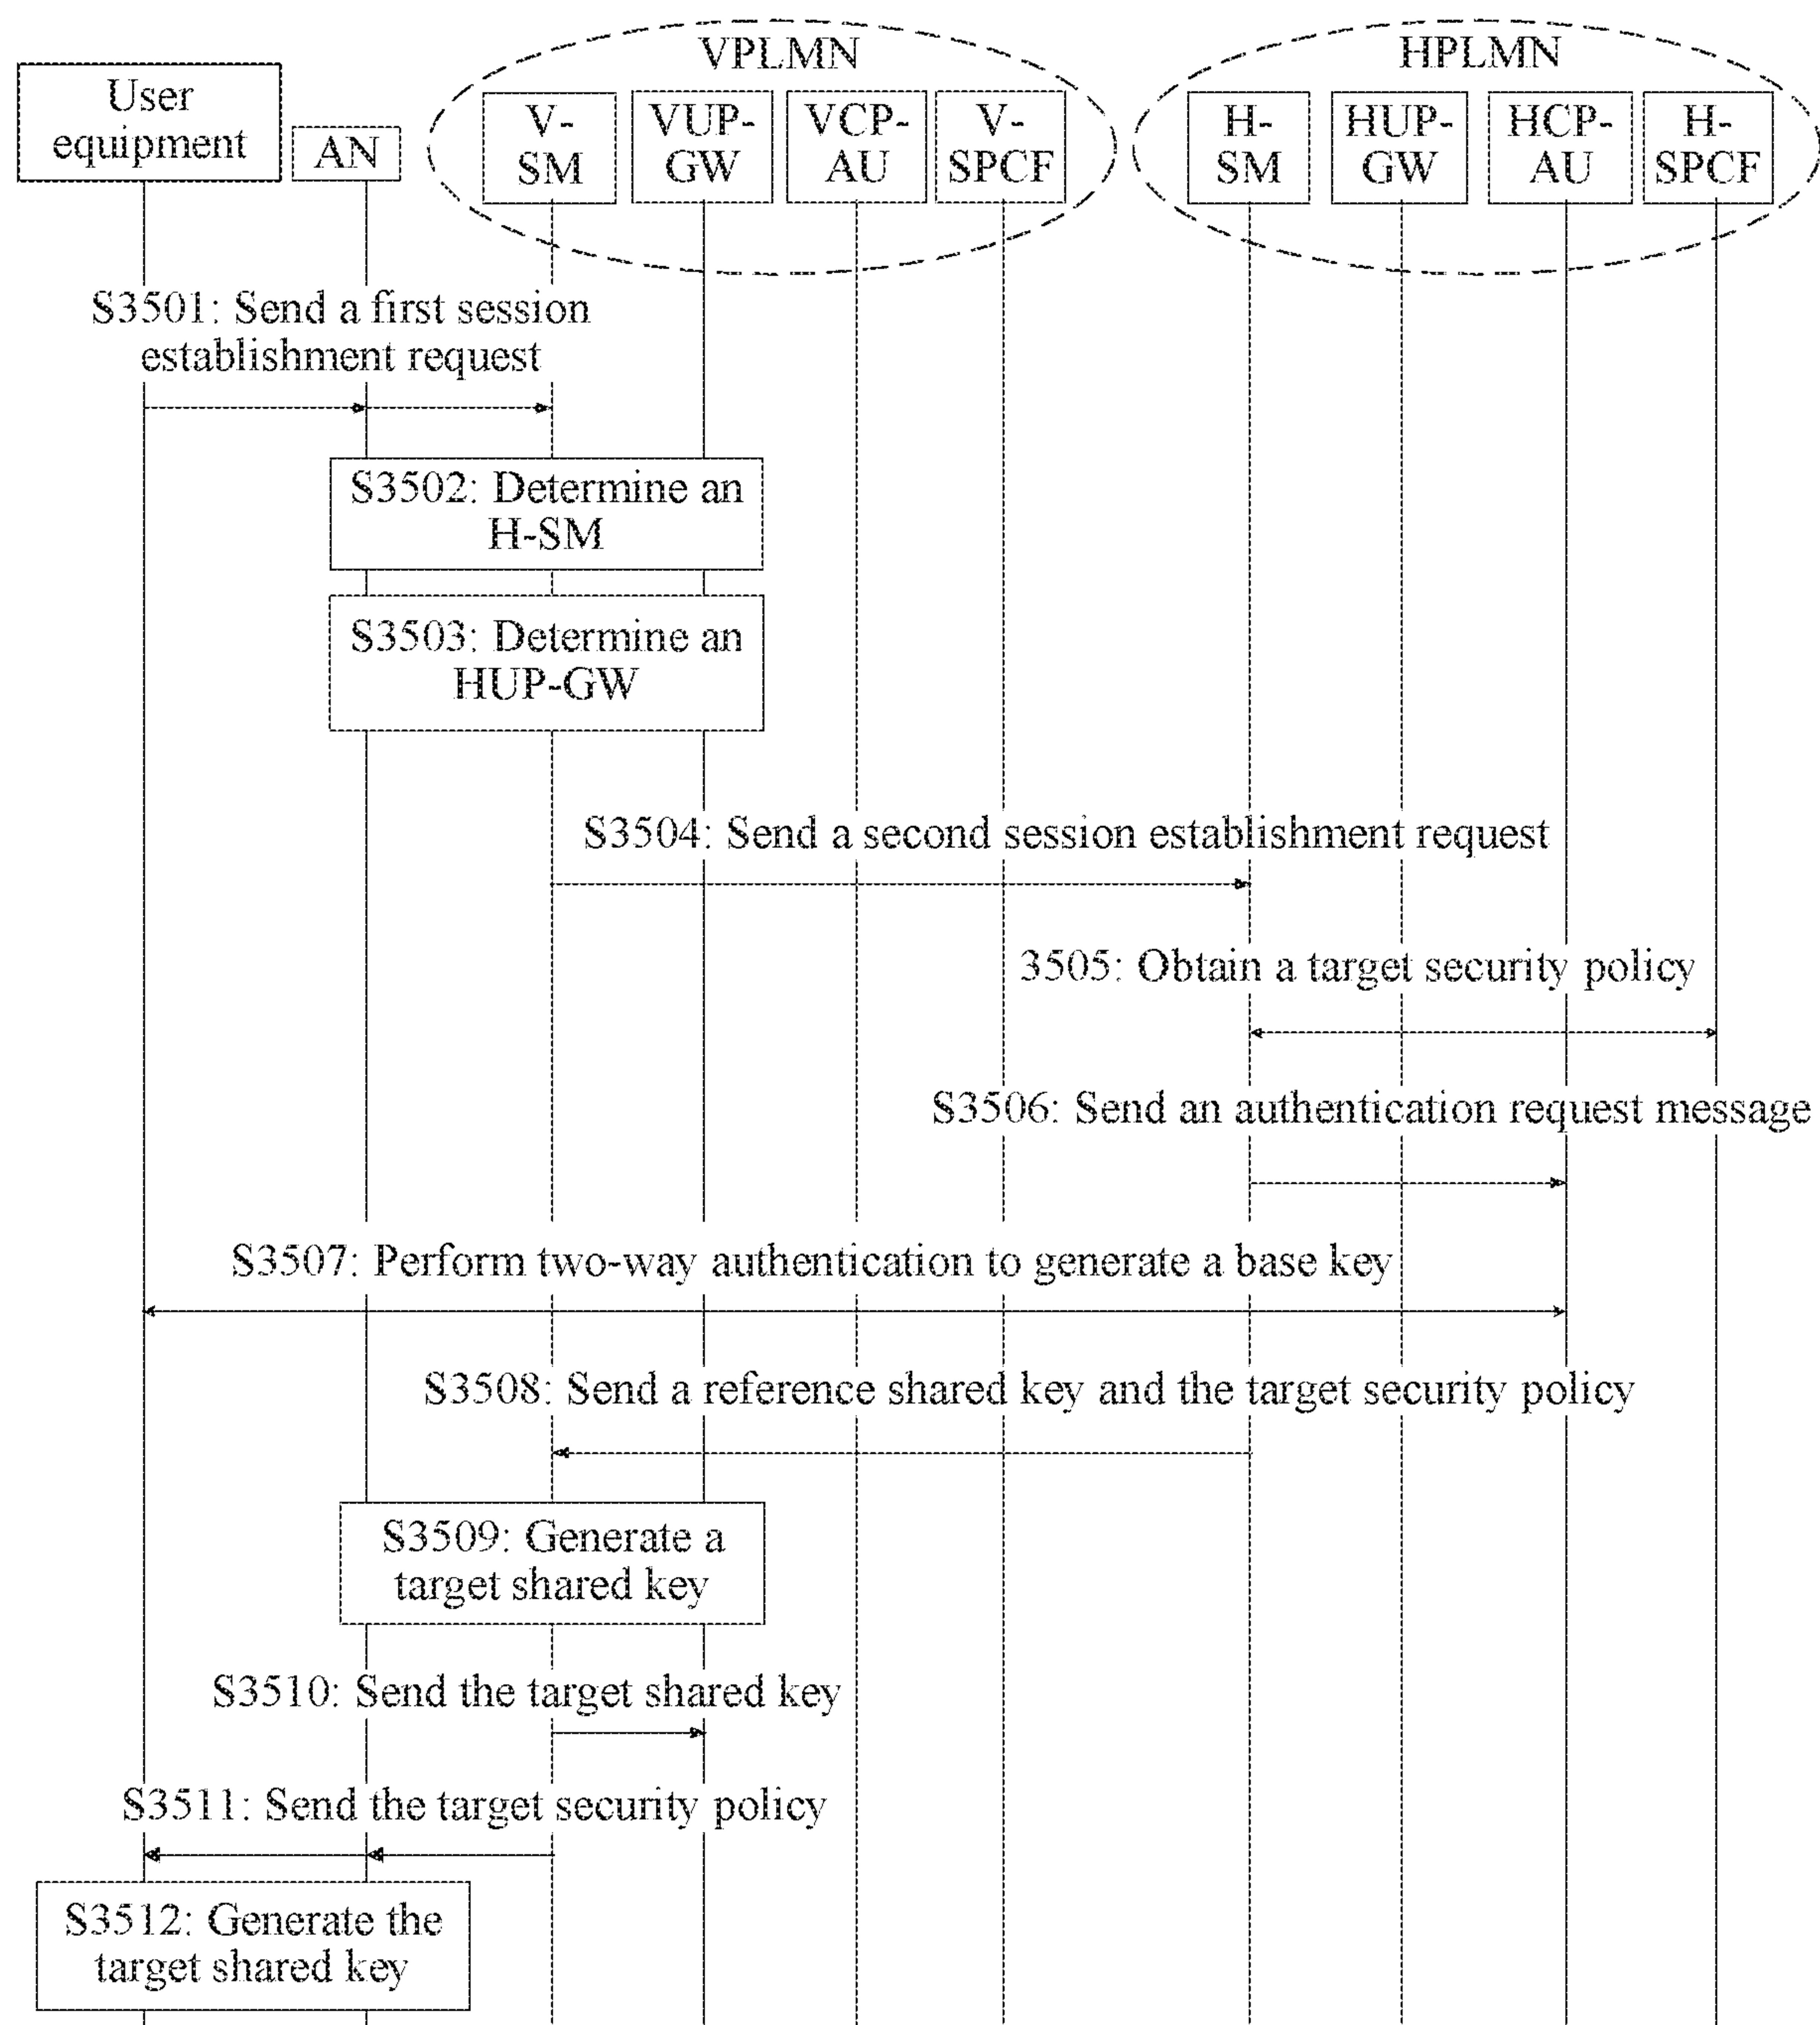 VPLMN
HPLMN
User
equipment
AN
V-
SM
VUP-
GW
VCP-
AU
V-
SPCF
H-
SM
HUP-
GW
HCP-
AU
H-
SPCF
S3501: Send a first session
establishment request
S3502: Determine an
H-SM
S3503: Determine an
HUP-GW
S3504: Send a second session establishment request
3505: Obtain a target security policy
S3506: Send an authentication request message
S3507: Perform two-way authentication to generate a base key
S3508: Send a reference shared key and the target security policy
S3509: Generate a
target shared key
S3510: Send the target shared key
S3511: Send the target security policy
S3512: Generate the
target shared key